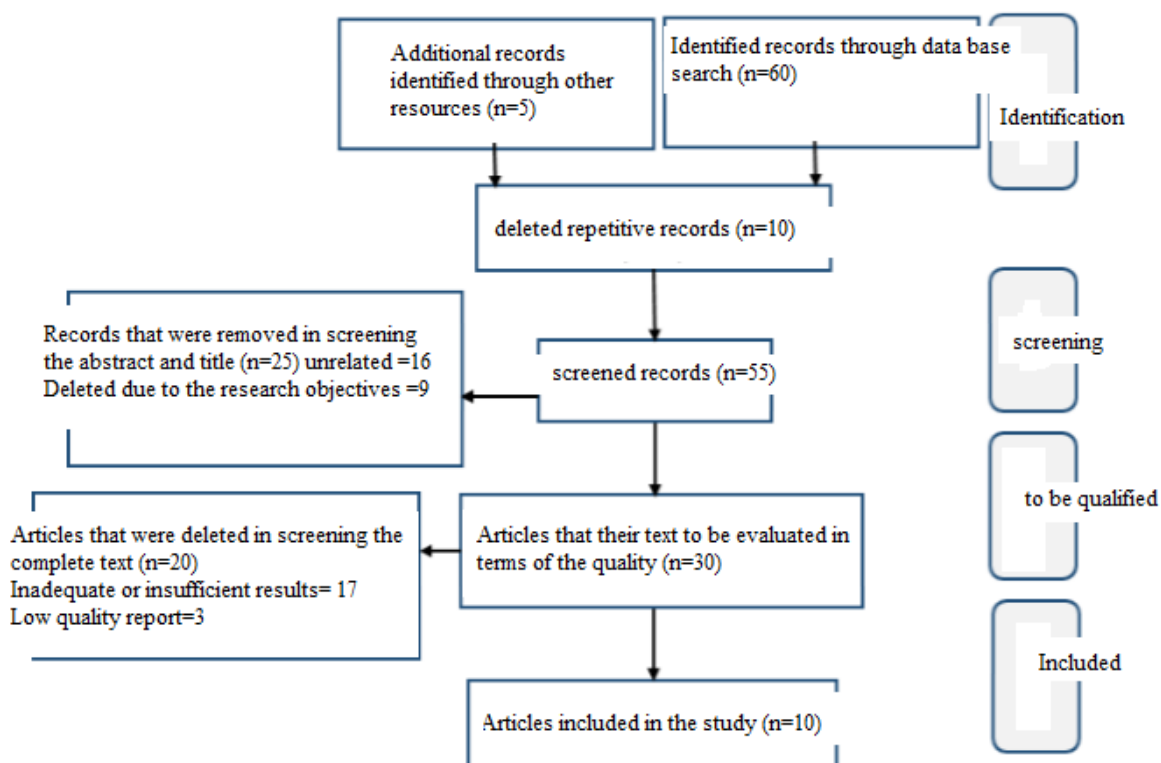 Additional records
identified through other
resources (n=5)
Identified records through data base
search (n=60)
Identification
deleted repetitive records (n=10)
Records that were removed in screening
the abstract and title (n=25) unrelated =16
Deleted due to the research objectives =9
screened records (n=55)
screening
Articles that were deleted in screening the
complete text (n=20)
Inadequate or insufficient results= 17
Low quality report=3
Articles that their text to be evaluated in
terms of the quality (n=30)
to be qualified
Articles included in the study (n=10)
Included